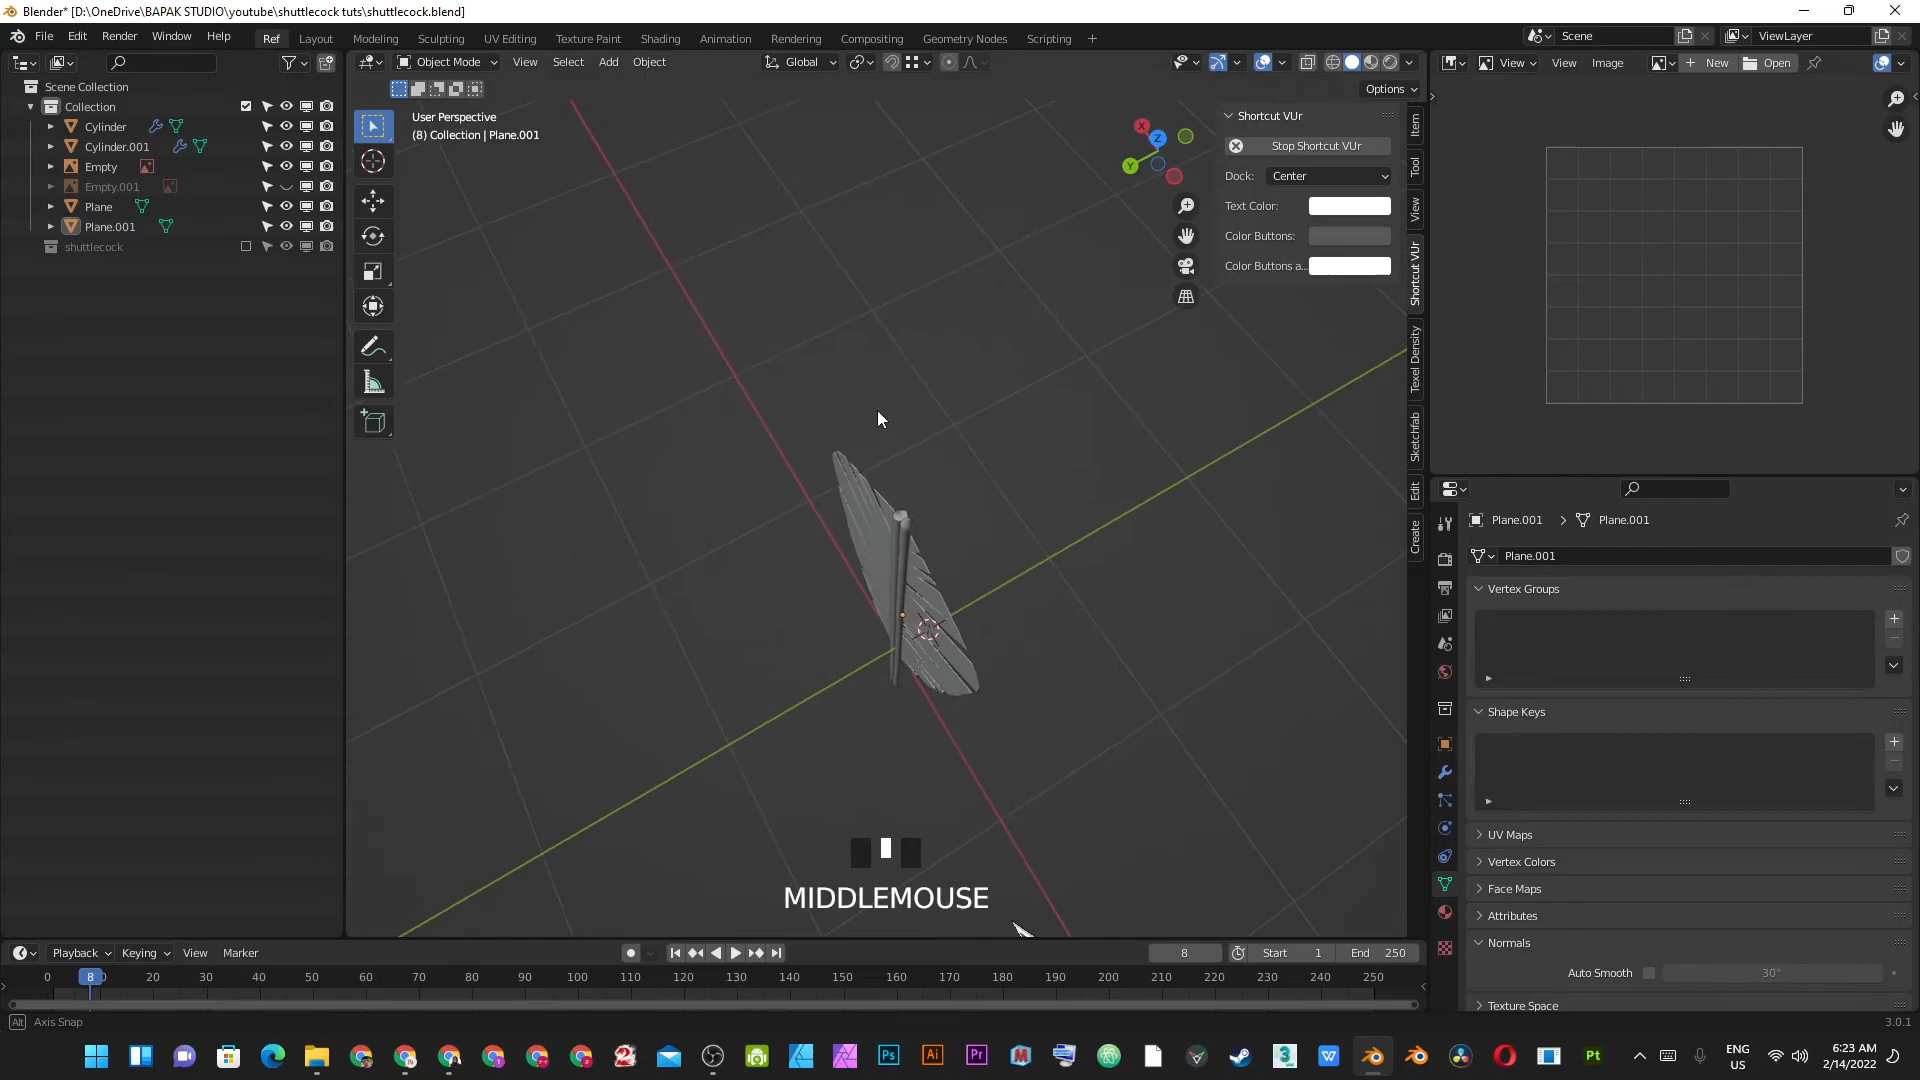 Blender* [D:\OneDrive\BAPAK STUDIO\youtube\shuttlecock tuts\shuttlecock.blend]
File Edit Render Window Help Ref Layout Modeling Sculpting UV Editing Texture Paint Shading Animation Rendering Compositing Geometry Nodes Scripting Scene ViewLayer
Object Mode View Select Add Object Global View View Image New Open
Options
Scene Collection
Collection
Cylinder
Cylinder.001
Empty
Empty.001
Plane
Plane.001
shuttlecock
User Perspective
(8) Collection | Plane.001
X
Y
Z
Shortcut VUr
Stop Shortcut VUr
Dock: Center
Text Color:
Color Buttons:
Color Buttons a...
Item
Tool
View
Shortcut VUr
Texel Density
Sketchfab
Edit
Create
Plane.001 Plane.001
Plane.001
Vertex Groups
Shape Keys
UV Maps
Vertex Colors
Face Maps
Attributes
Normals
Auto Smooth 30°
Texture Space
MIDDLEMOUSE
Playback Keying View Marker 8 Start 1 End 250
0 8 20 30 40 50 60 70 80 90 100 110 120 130 140 150 160 170 180 190 200 210 220 230 240 250
Alt Axis Snap 3.0.1
Ps Ai Pr 3 W Pt
ENG
US
6:23 AM
2/14/2022